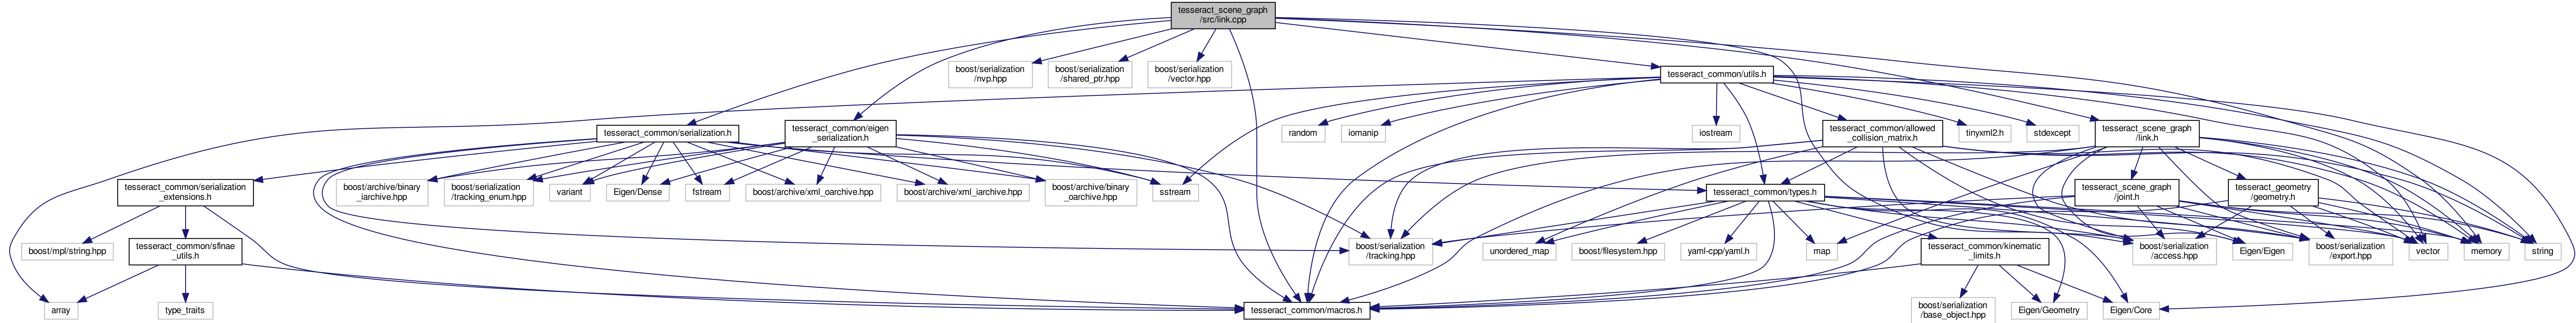 tesseract_scene_graph
/src/link.cpp
boost/serialization
/nvp.hpp
boost/serialization
/shared_ptr.hpp
boost/serialization
/vector.hpp
tesseract_common/utils.h
tesseract_common/serialization.h
tesseract_common/eigen
_serialization.h
random
iomanip
iostream
tesseract_common/allowed
_collision_matrix.h
tinyxml2.h
stdexcept
tesseract_scene_graph
/link.h
tesseract_common/serialization
_extensions.h
boost/archive/binary
_iarchive.hpp
boost/serialization
/tracking_enum.hpp
variant
Eigen/Dense
fstream
boost/archive/xml_oarchive.hpp
boost/archive/xml_iarchive.hpp
boost/archive/binary
_oarchive.hpp
sstream
tesseract_common/types.h
tesseract_scene_graph
/joint.h
tesseract_geometry
/geometry.h
boost/mpl/string.hpp
tesseract_common/sfinae
_utils.h
boost/serialization
/tracking.hpp
unordered_map
boost/filesystem.hpp
yaml-cpp/yaml.h
map
tesseract_common/kinematic
_limits.h
boost/serialization
/access.hpp
Eigen/Eigen
boost/serialization
/export.hpp
vector
memory
string
array
type_traits
tesseract_common/macros.h
boost/serialization
/base_object.hpp
Eigen/Geometry
Eigen/Core